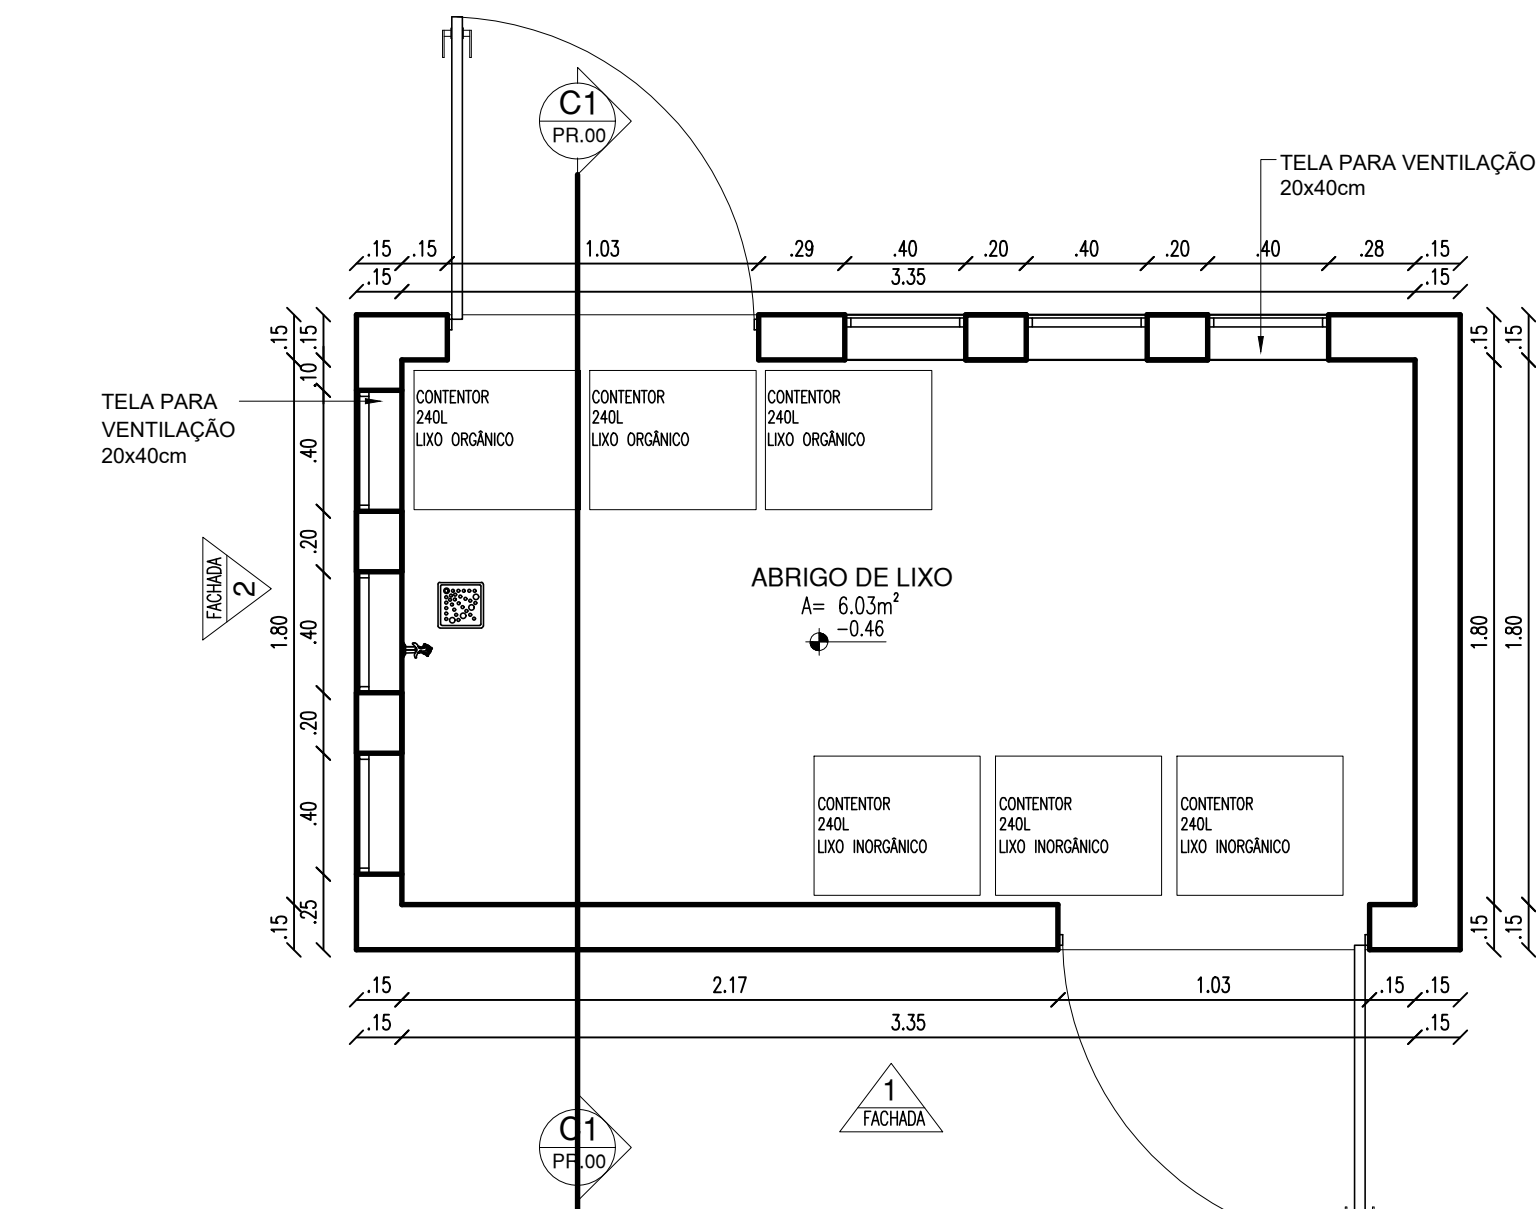 C1
PR.00
TELA PARA VENTILAÇÃO
20x40cm
.15 .15 1.03 .29 .40 .20 .40 .20 .40 .28 .15
.15 3.35 .15
TELA PARA
VENTILAÇÃO
20x40cm
.15 .10 .40 .20 .40 .20 .40 .25
.15 1.80 .15
FACHADA
2
CONTENTOR
240L
LIXO ORGÂNICO
CONTENTOR
240L
LIXO ORGÂNICO
CONTENTOR
240L
LIXO ORGÂNICO
ABRIGO DE LIXO
A= 6.03m²
-0.46
.15 1.80 .15
.15 1.80 .15
CONTENTOR
240L
LIXO INORGÂNICO
CONTENTOR
240L
LIXO INORGÂNICO
CONTENTOR
240L
LIXO INORGÂNICO
.15 2.17 1.03 .15 .15
.15 3.35 .15
1
FACHADA
C1
PR.00